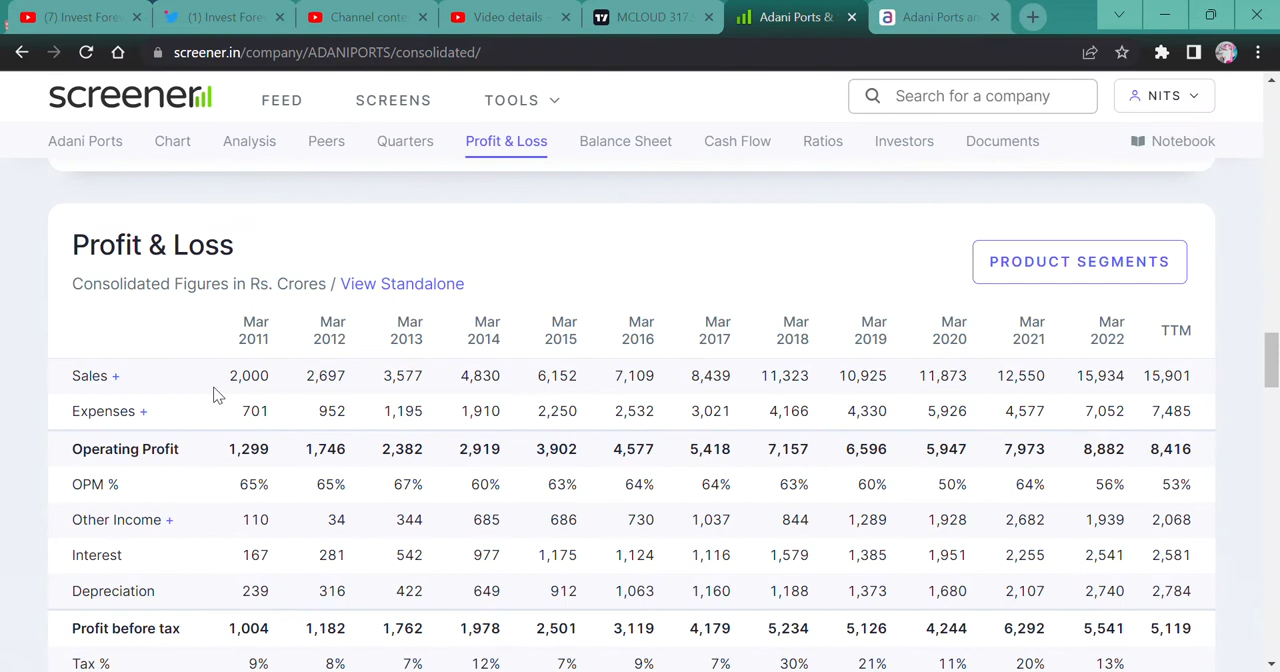 (7) Invest Fore
(1) Invest Fore
Channel conte
Video details -
MCLOUD 317.
Adani Ports &
Adani Ports an
screener.in/company/ADANIPORTS/consolidated/
screener
FEED
SCREENS
TOOLS
Search for a company
NITS
Adani Ports
Chart
Analysis
Peers
Quarters
Profit & Loss
Balance Sheet
Cash Flow
Ratios
Investors
Documents
Notebook
Profit & Loss
PRODUCT SEGMENTS
Consolidated Figures in Rs. Crores / View Standalone
Mar 2011 Mar 2012 Mar 2013 Mar 2014 Mar 2015 Mar 2016 Mar 2017 Mar 2018 Mar 2019 Mar 2020 Mar 2021 Mar 2022 TTM
Sales + 2,000 2,697 3,577 4,830 6,152 7,109 8,439 11,323 10,925 11,873 12,550 15,934 15,901
Expenses + 701 952 1,195 1,910 2,250 2,532 3,021 4,166 4,330 5,926 4,577 7,052 7,485
Operating Profit 1,299 1,746 2,382 2,919 3,902 4,577 5,418 7,157 6,596 5,947 7,973 8,882 8,416
OPM % 65% 65% 67% 60% 63% 64% 64% 63% 60% 50% 64% 56% 53%
Other Income + 110 34 344 685 686 730 1,037 844 1,289 1,928 2,682 1,939 2,068
Interest 167 281 542 977 1,175 1,124 1,116 1,579 1,385 1,951 2,255 2,541 2,581
Depreciation 239 316 422 649 912 1,063 1,160 1,188 1,373 1,680 2,107 2,740 2,784
Profit before tax 1,004 1,182 1,762 1,978 2,501 3,119 4,179 5,234 5,126 4,244 6,292 5,541 5,119
Tax % 9% 8% 7% 12% 7% 9% 7% 30% 21% 11% 20% 13%